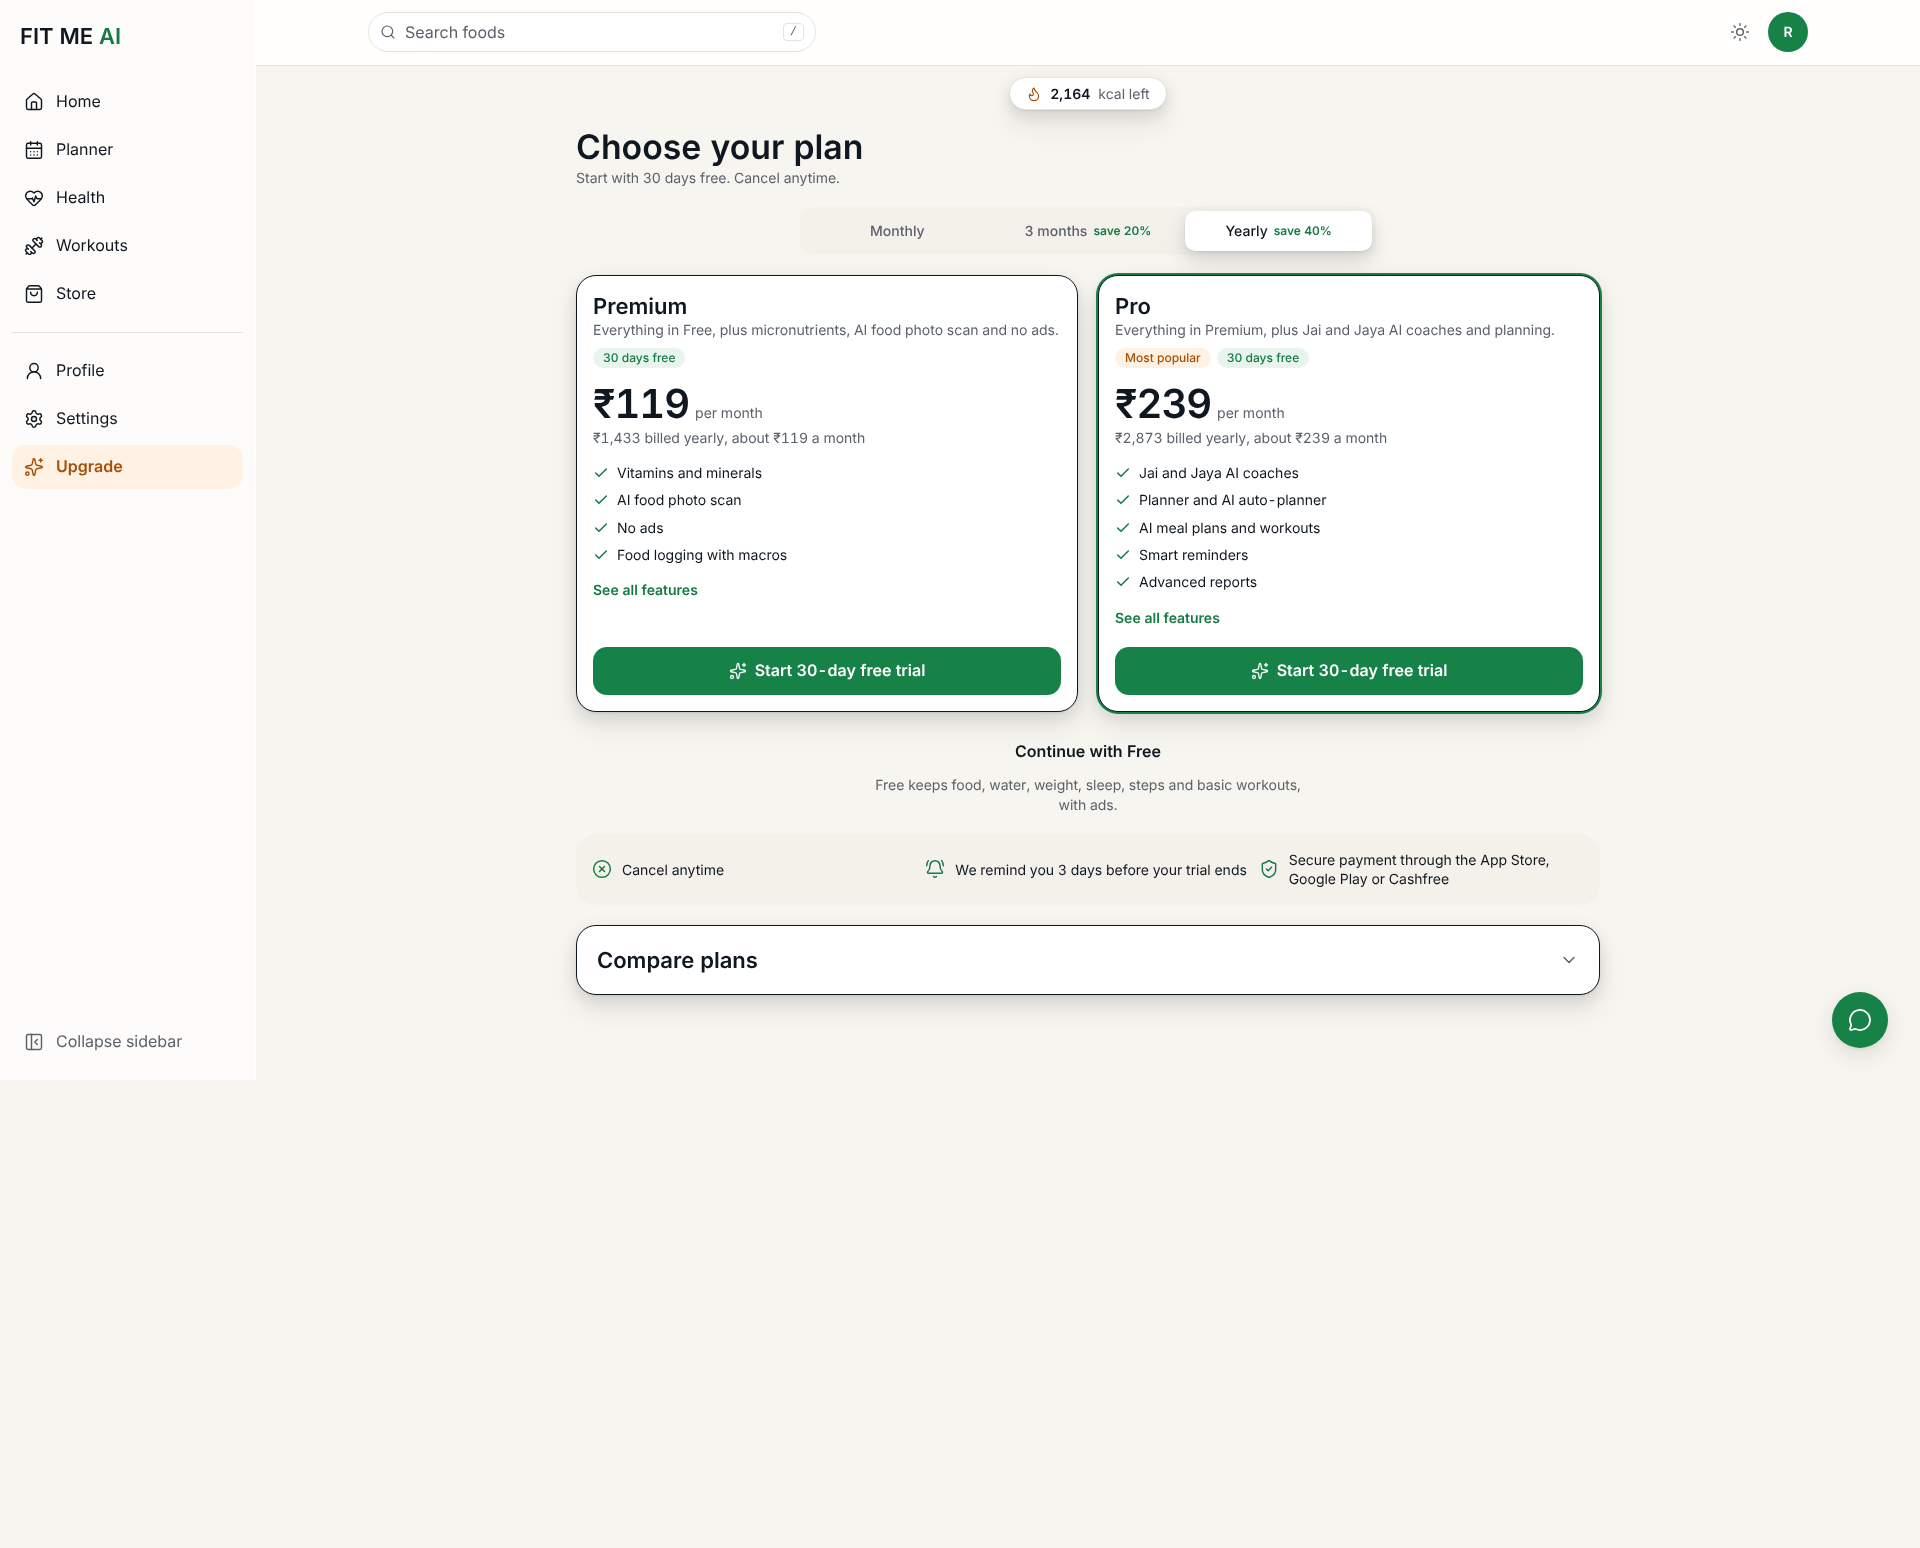 FIT ME AI
Search foods
/
R
Home
Planner
Health
Workouts
Store
Profile
Settings
Upgrade
Collapse sidebar
2,164 kcal left
Choose your plan
Start with 30 days free. Cancel anytime.
Monthly
3 months save 20%
Yearly save 40%
Premium
Everything in Free, plus micronutrients, AI food photo scan and no ads.
30 days free
₹119 per month
₹1,433 billed yearly, about ₹119 a month
Vitamins and minerals
AI food photo scan
No ads
Food logging with macros
See all features
Start 30-day free trial
Pro
Everything in Premium, plus Jai and Jaya AI coaches and planning.
Most popular
30 days free
₹239 per month
₹2,873 billed yearly, about ₹239 a month
Jai and Jaya AI coaches
Planner and AI auto-planner
AI meal plans and workouts
Smart reminders
Advanced reports
See all features
Start 30-day free trial
Continue with Free
Free keeps food, water, weight, sleep, steps and basic workouts,
with ads.
Cancel anytime
We remind you 3 days before your trial ends
Secure payment through the App Store,
Google Play or Cashfree
Compare plans